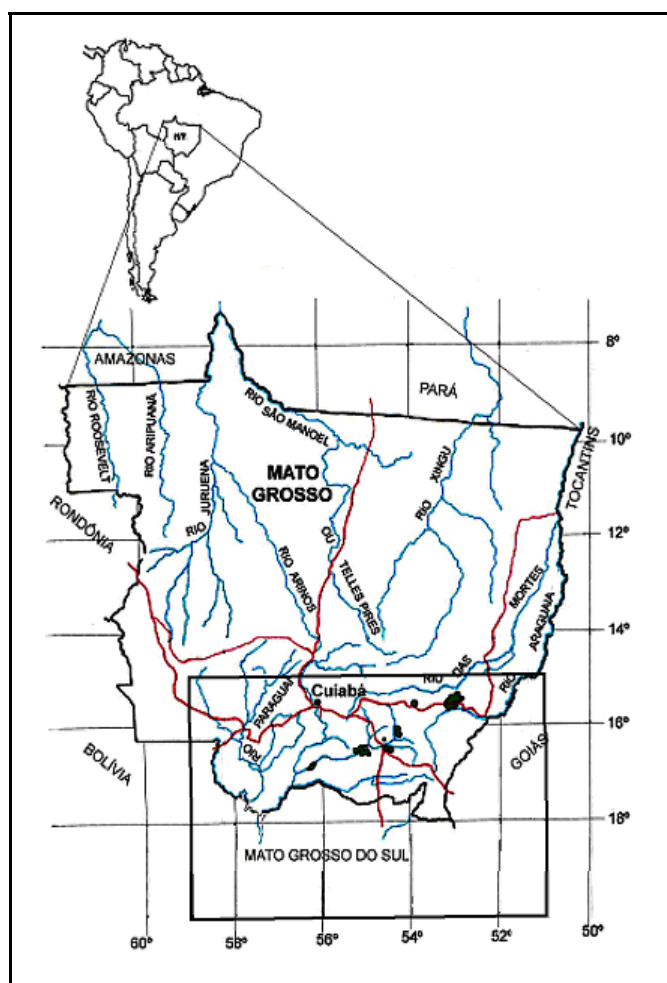 MT.
AMAZONAS
PARÁ
8º
RIO ROOSEVELT
RIO ARIPUANÃ
RIO SÃO MANOEL
10º
TOCANTINS
MATO
GROSSO
RIO JURUENA
RIO XINGU
RONDÔNIA
OU
12º
RIO ARINOS
TELLES PIRES
MORTES
ARAGUAIA
14º
RIO DAS
RIO
PARAGUAI
Cuiabá
16º
RIO
BOLÍVIA
GOIÁS
18º
MATO GROSSO DO SUL
60º 58º 56º 54º 52º 50º